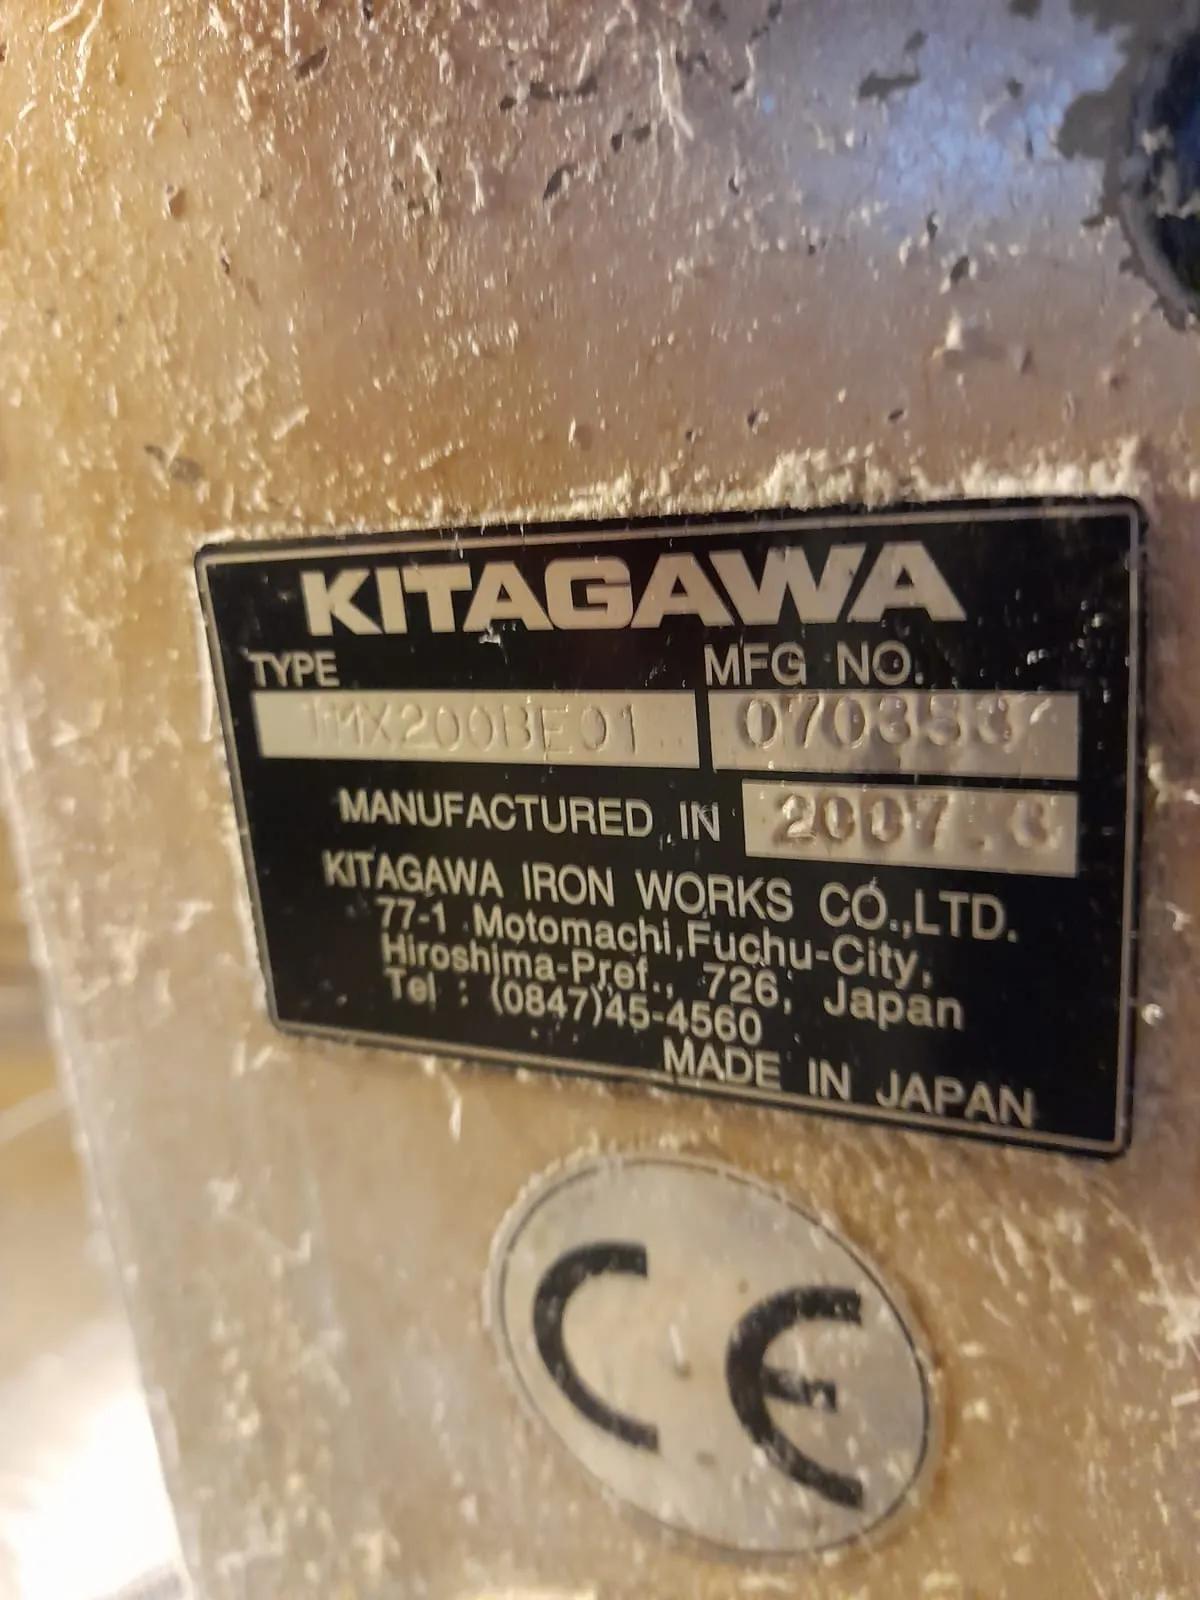 KITAGAWA
TYPE MFG NO.
TMX200BE01
MANUFACTURED IN
KITAGAWA IRON WORKS CO.,LTD.
77-1 Motomachi,Fuchu-City,
Hiroshima-Pref., 726, Japan
Tel : (0847)45-4560
MADE IN JAPAN
CE